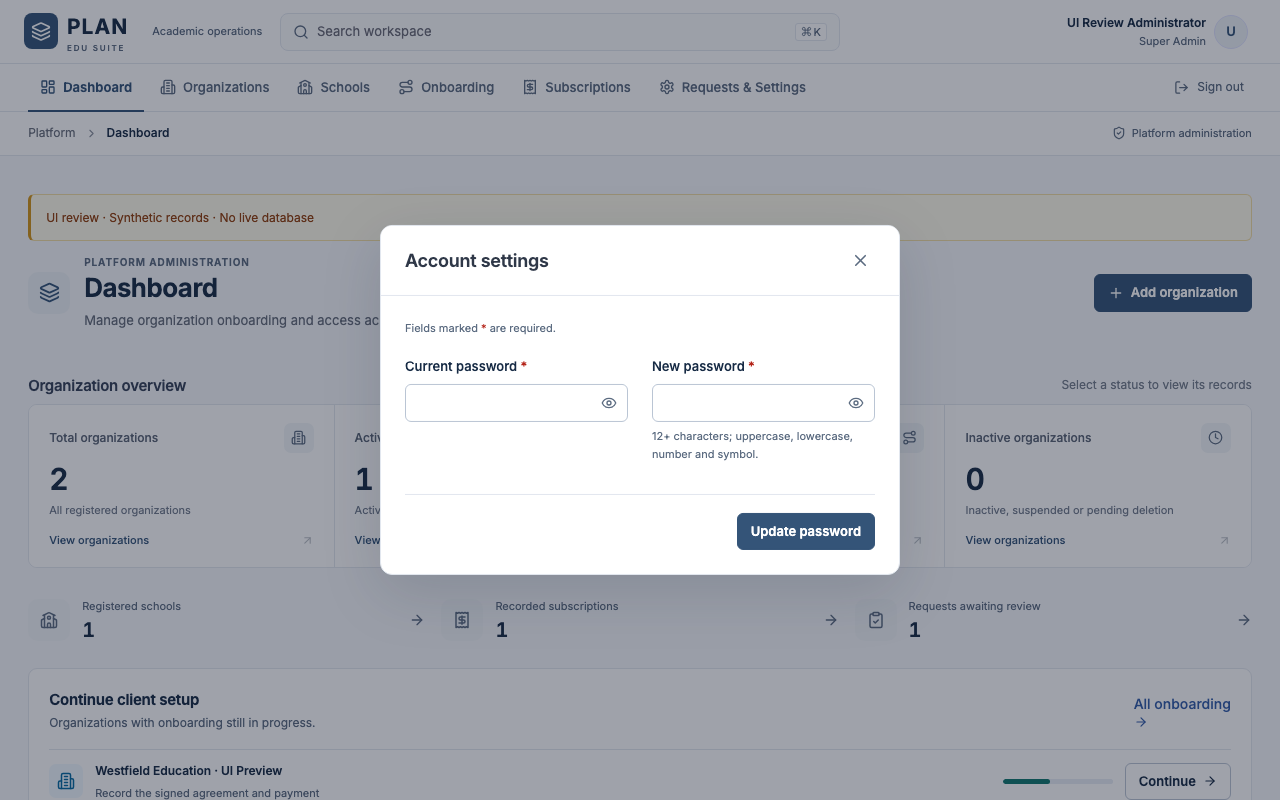 PLAN
EDU SUITE
Academic operations
Search workspace
⌘ K
UI Review Administrator
Super Admin
U
Dashboard
Organizations
Schools
Onboarding
Subscriptions
Requests & Settings
Sign out
Platform
Dashboard
Platform administration
UI review · Synthetic records · No live database
PLATFORM ADMINISTRATION
Dashboard
Manage organization onboarding and access ac
Add organization
Account settings
Fields marked * are required.
Current password *
New password *
12+ characters; uppercase, lowercase,
number and symbol.
Update password
Organization overview
Select a status to view its records
Total organizations
2
All registered organizations
View organizations
Activ
1
Activ
View
Inactive organizations
0
Inactive, suspended or pending deletion
View organizations
Registered schools
1
Recorded subscriptions
1
Requests awaiting review
1
Continue client setup
Organizations with onboarding still in progress.
All onboarding
Westfield Education · UI Preview
Record the signed agreement and payment
Continue